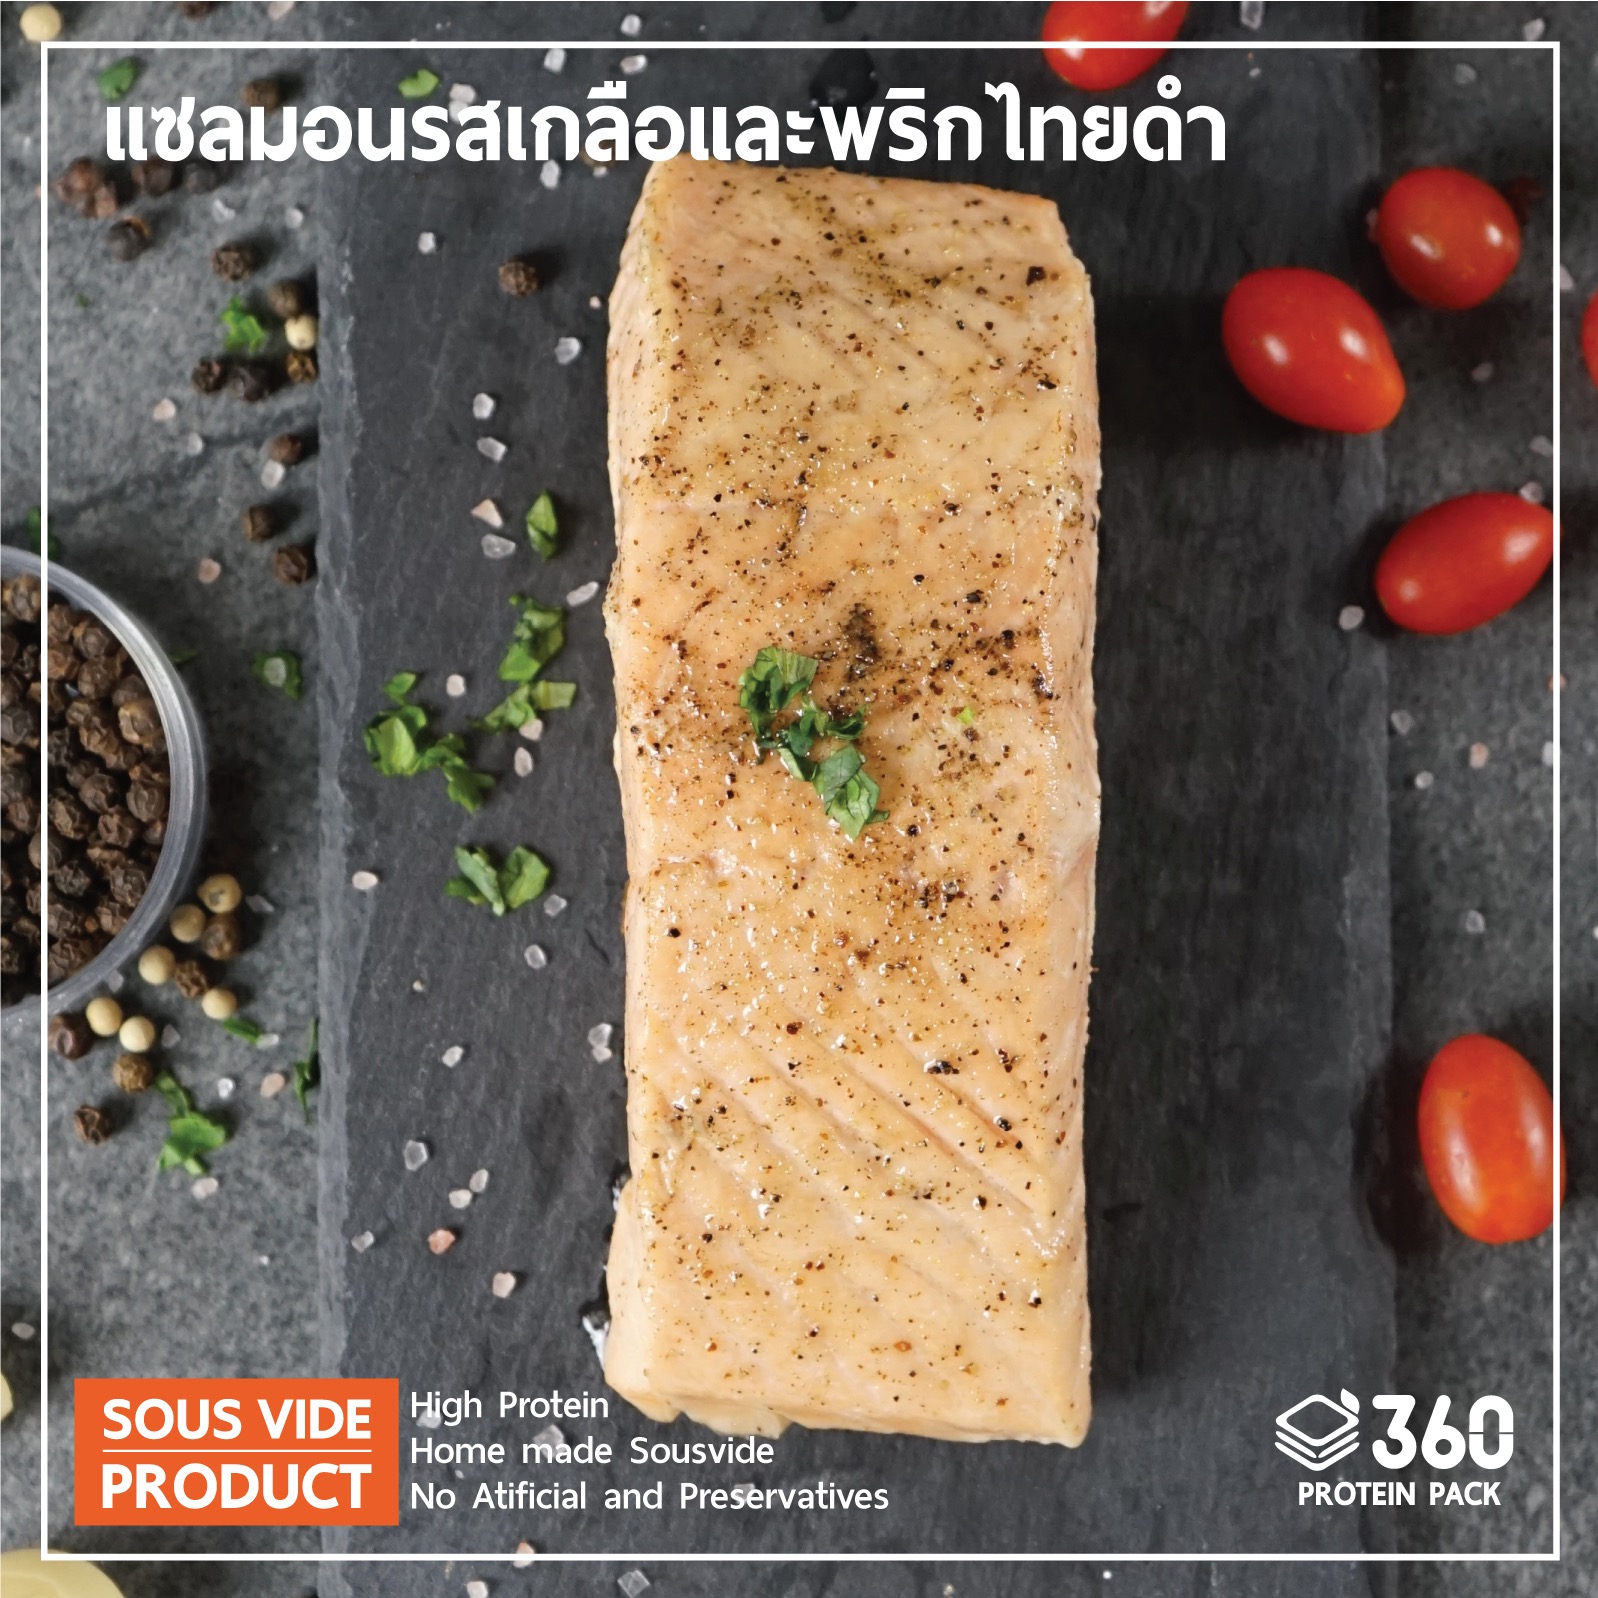 แซลมอนรสเกลือและพริกไทยดำ
SOUS VIDE
PRODUCT
High Protein
Home made Sousvide
No Atificial and Preservatives
360
PROTEIN PACK